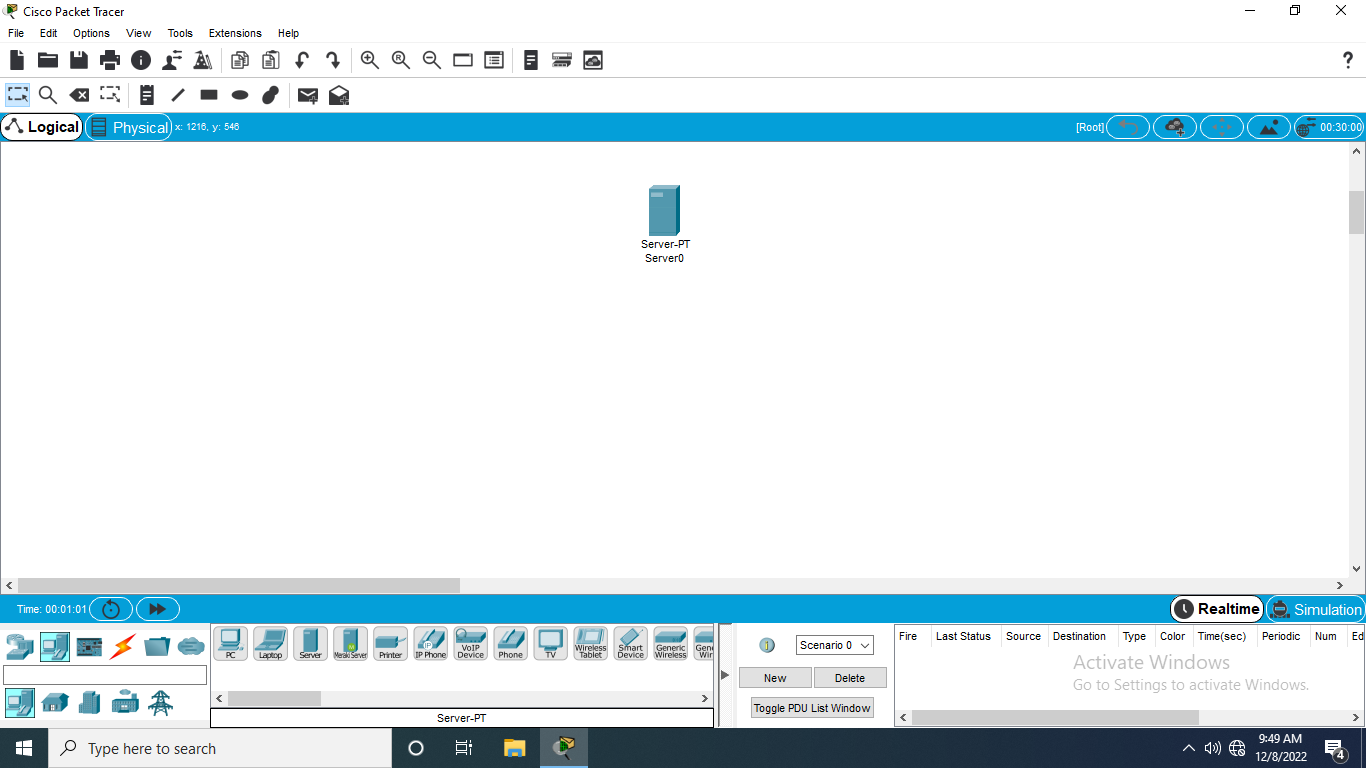 Cisco Packet Tracer
File Edit Options View Tools Extensions Help
Logical Physical x: 1216, y: 546 [Root] 00:30:00
Server-PT
Server0
Time: 00:01:01 Realtime Simulation
PC Laptop Server Meraki Server Printer IP Phone VoIP Device Phone TV Wireless Tablet Smart Device Generic Wireless
Server-PT
Scenario 0
New Delete
Toggle PDU List Window
Fire Last Status Source Destination Type Color Time(sec) Periodic Num Ed
Activate Windows
Go to Settings to activate Windows.
Type here to search
9:49 AM
12/8/2022
4